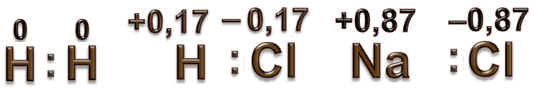 0 0 +0,17 – 0,17 +0,87 –0,87
H : H H : Cl Na : Cl